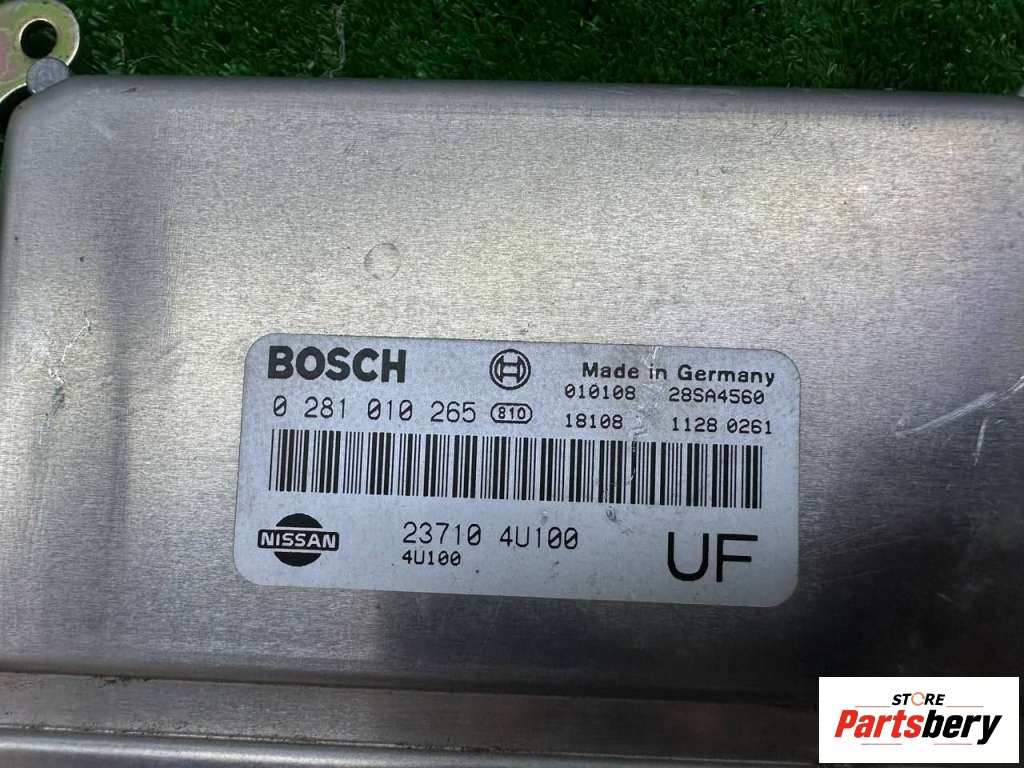 BOSCH
Made in Germany
010108 28SA4560
0 281 010 265 810
18108 1128 0261
NISSAN
23710 4U100
4U100
UF
STORE
Partsbery